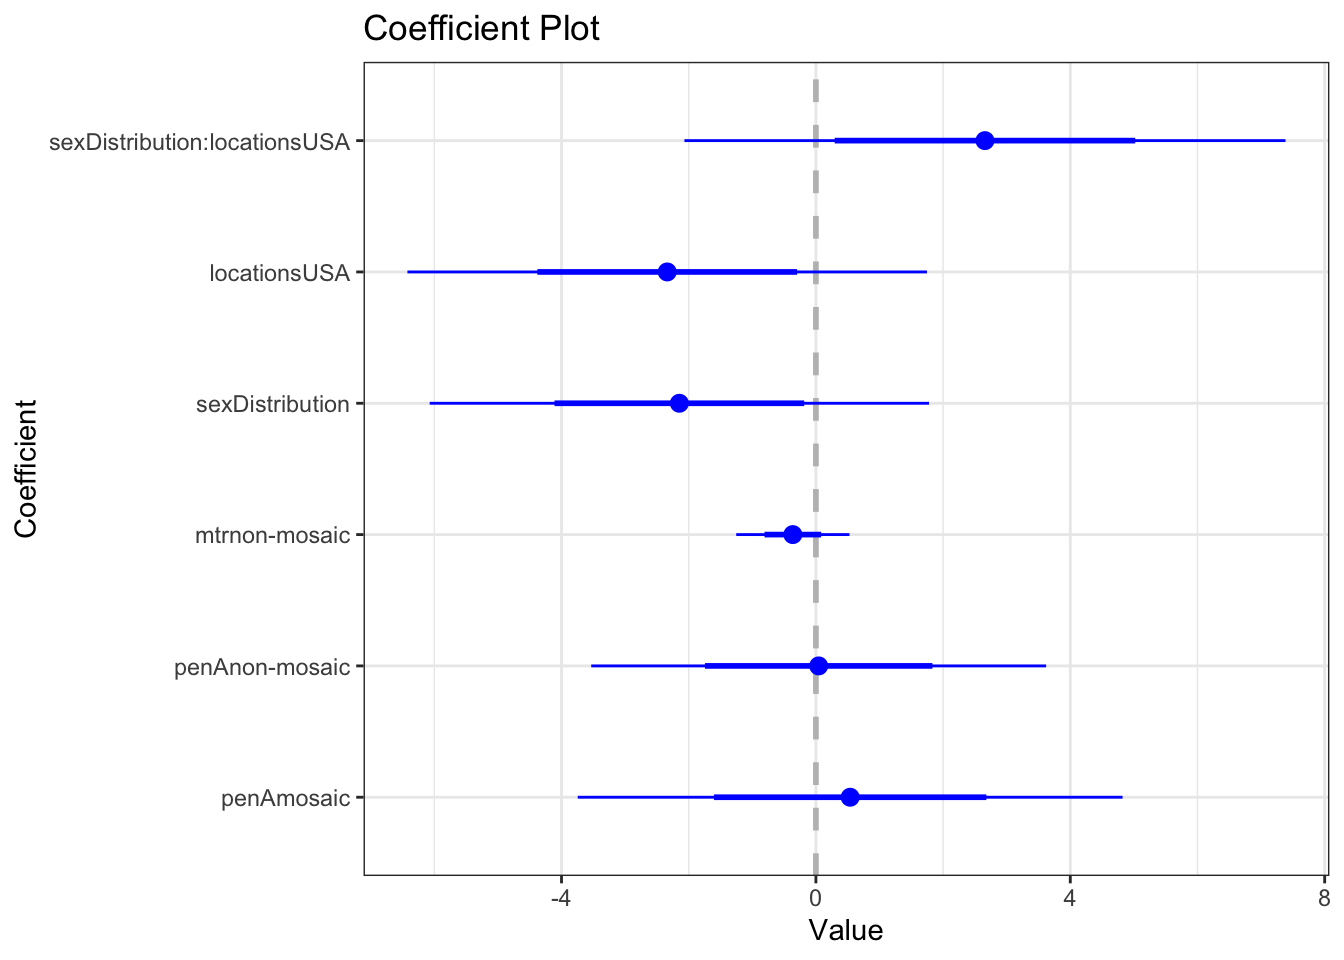 Coefficient Plot
sexDistribution:locationsUSA
locationsUSA
sexDistribution
mtrnon-mosaic
penAnon-mosaic
penAmosaic
Coefficient
-4 0 4 8
Value